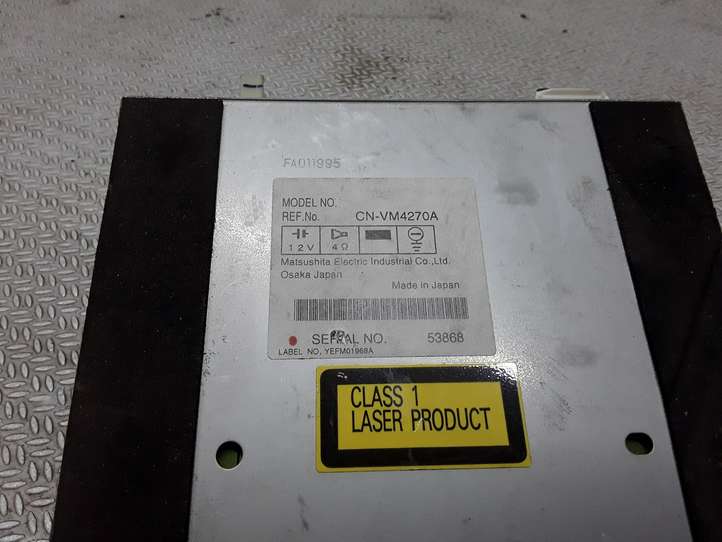 FA011995
MODEL NO.
REF.No. CN-VM4270A
12V 4Ω
Matsushita Electric Industrial Co.,Ltd.
Osaka Japan
Made in Japan
SERIAL NO. 53868
LABEL NO. YEFM01968A
CLASS 1
LASER PRODUCT